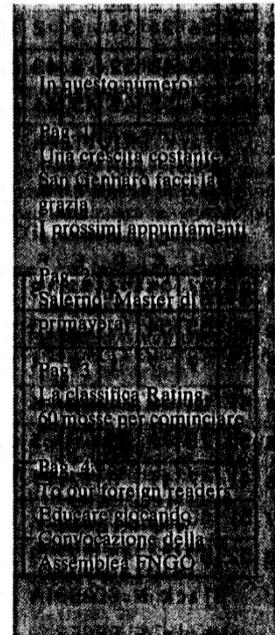 In questo numero:
Pag. 1
Una crescita costante
San Gennaro facci la
grazia
I prossimi appuntamenti
Pag. 2
Salerno: Master di
primavera
Pag. 3
La classifica Rating
60 mosse per cominciare
Pag. 4
To our foreign readers
Educare giocando
Convocazione della
Assemblea FNGO